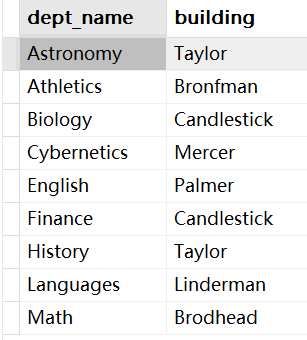 dept_name building
Astronomy Taylor
Athletics Bronfman
Biology Candlestick
Cybernetics Mercer
English Palmer
Finance Candlestick
History Taylor
Languages Linderman
Math Brodhead